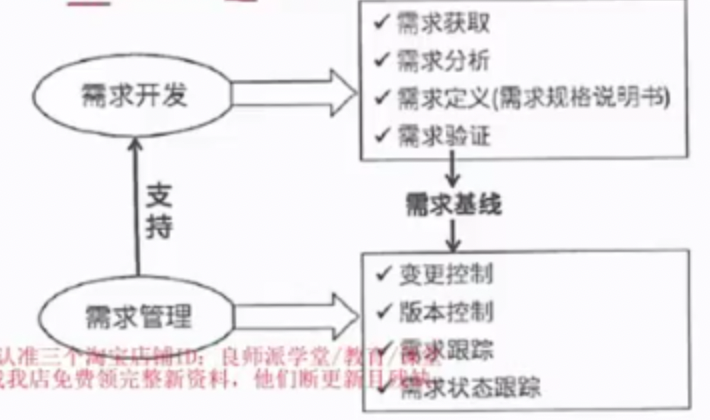 ✓ 需求获取
✓ 需求分析
需求开发
✓ 需求定义(需求规格说明书)
✓ 需求验证
支持
需求基线
✓ 变更控制
✓ 版本控制
需求管理
✓ 需求跟踪
✓ 需求状态跟踪
认准三个淘宝店铺ID：良师派学堂/教育/
我店免费领完整新资料，他们断更新且残缺